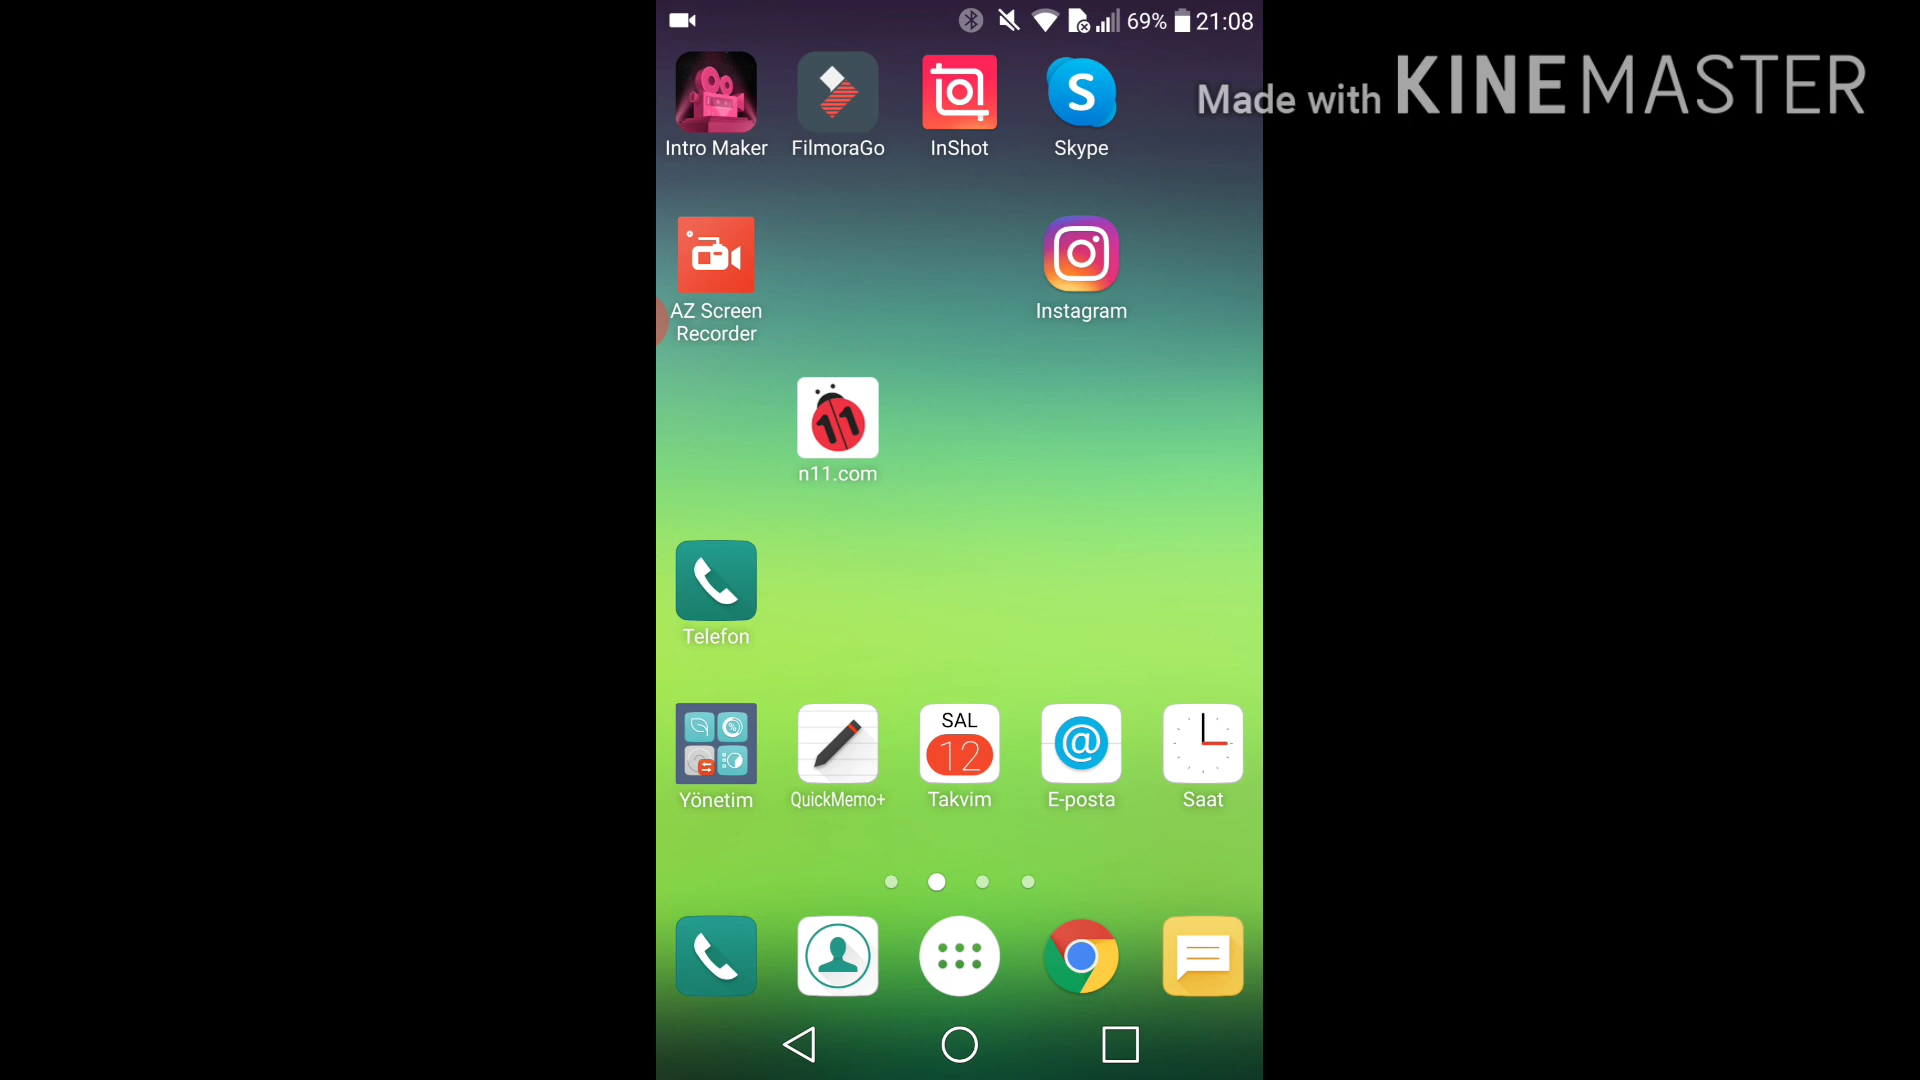 69% 21:08
Made with KINEMASTER
Intro Maker FilmoraGo InShot Skype
AZ Screen
Recorder
Instagram
11
n11.com
Telefon
SAL
12
Yönetim QuickMemo+ Takvim E-posta Saat